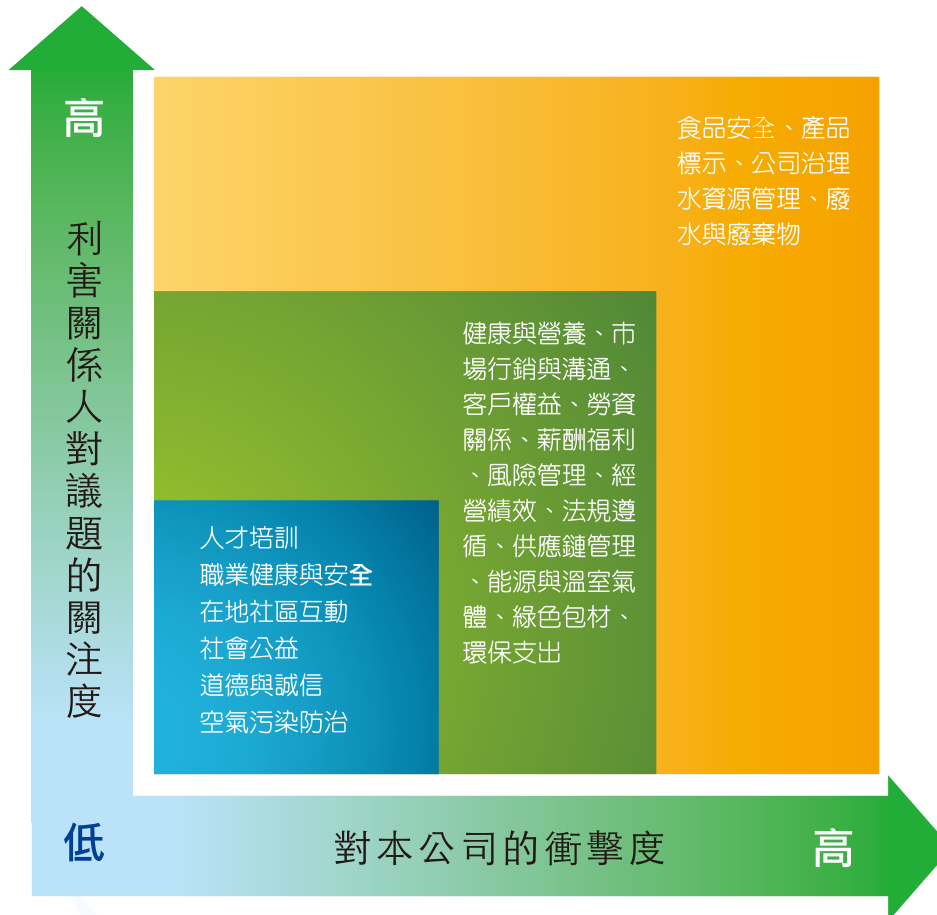 高
利害關係人對議題的關注度
食品安全、產品
標示、公司治理
水資源管理、廢
水與廢棄物
健康與營養、市
場行銷與溝通、
客戶權益、勞資
關係、薪酬福利
、風險管理、經
營績效、法規遵
循、供應鏈管理
、能源與溫室氣
體、綠色包材、
環保支出
人才培訓
職業健康與安全
在地社區互動
社會公益
道德與誠信
空氣污染防治
低
對本公司的衝擊度
高